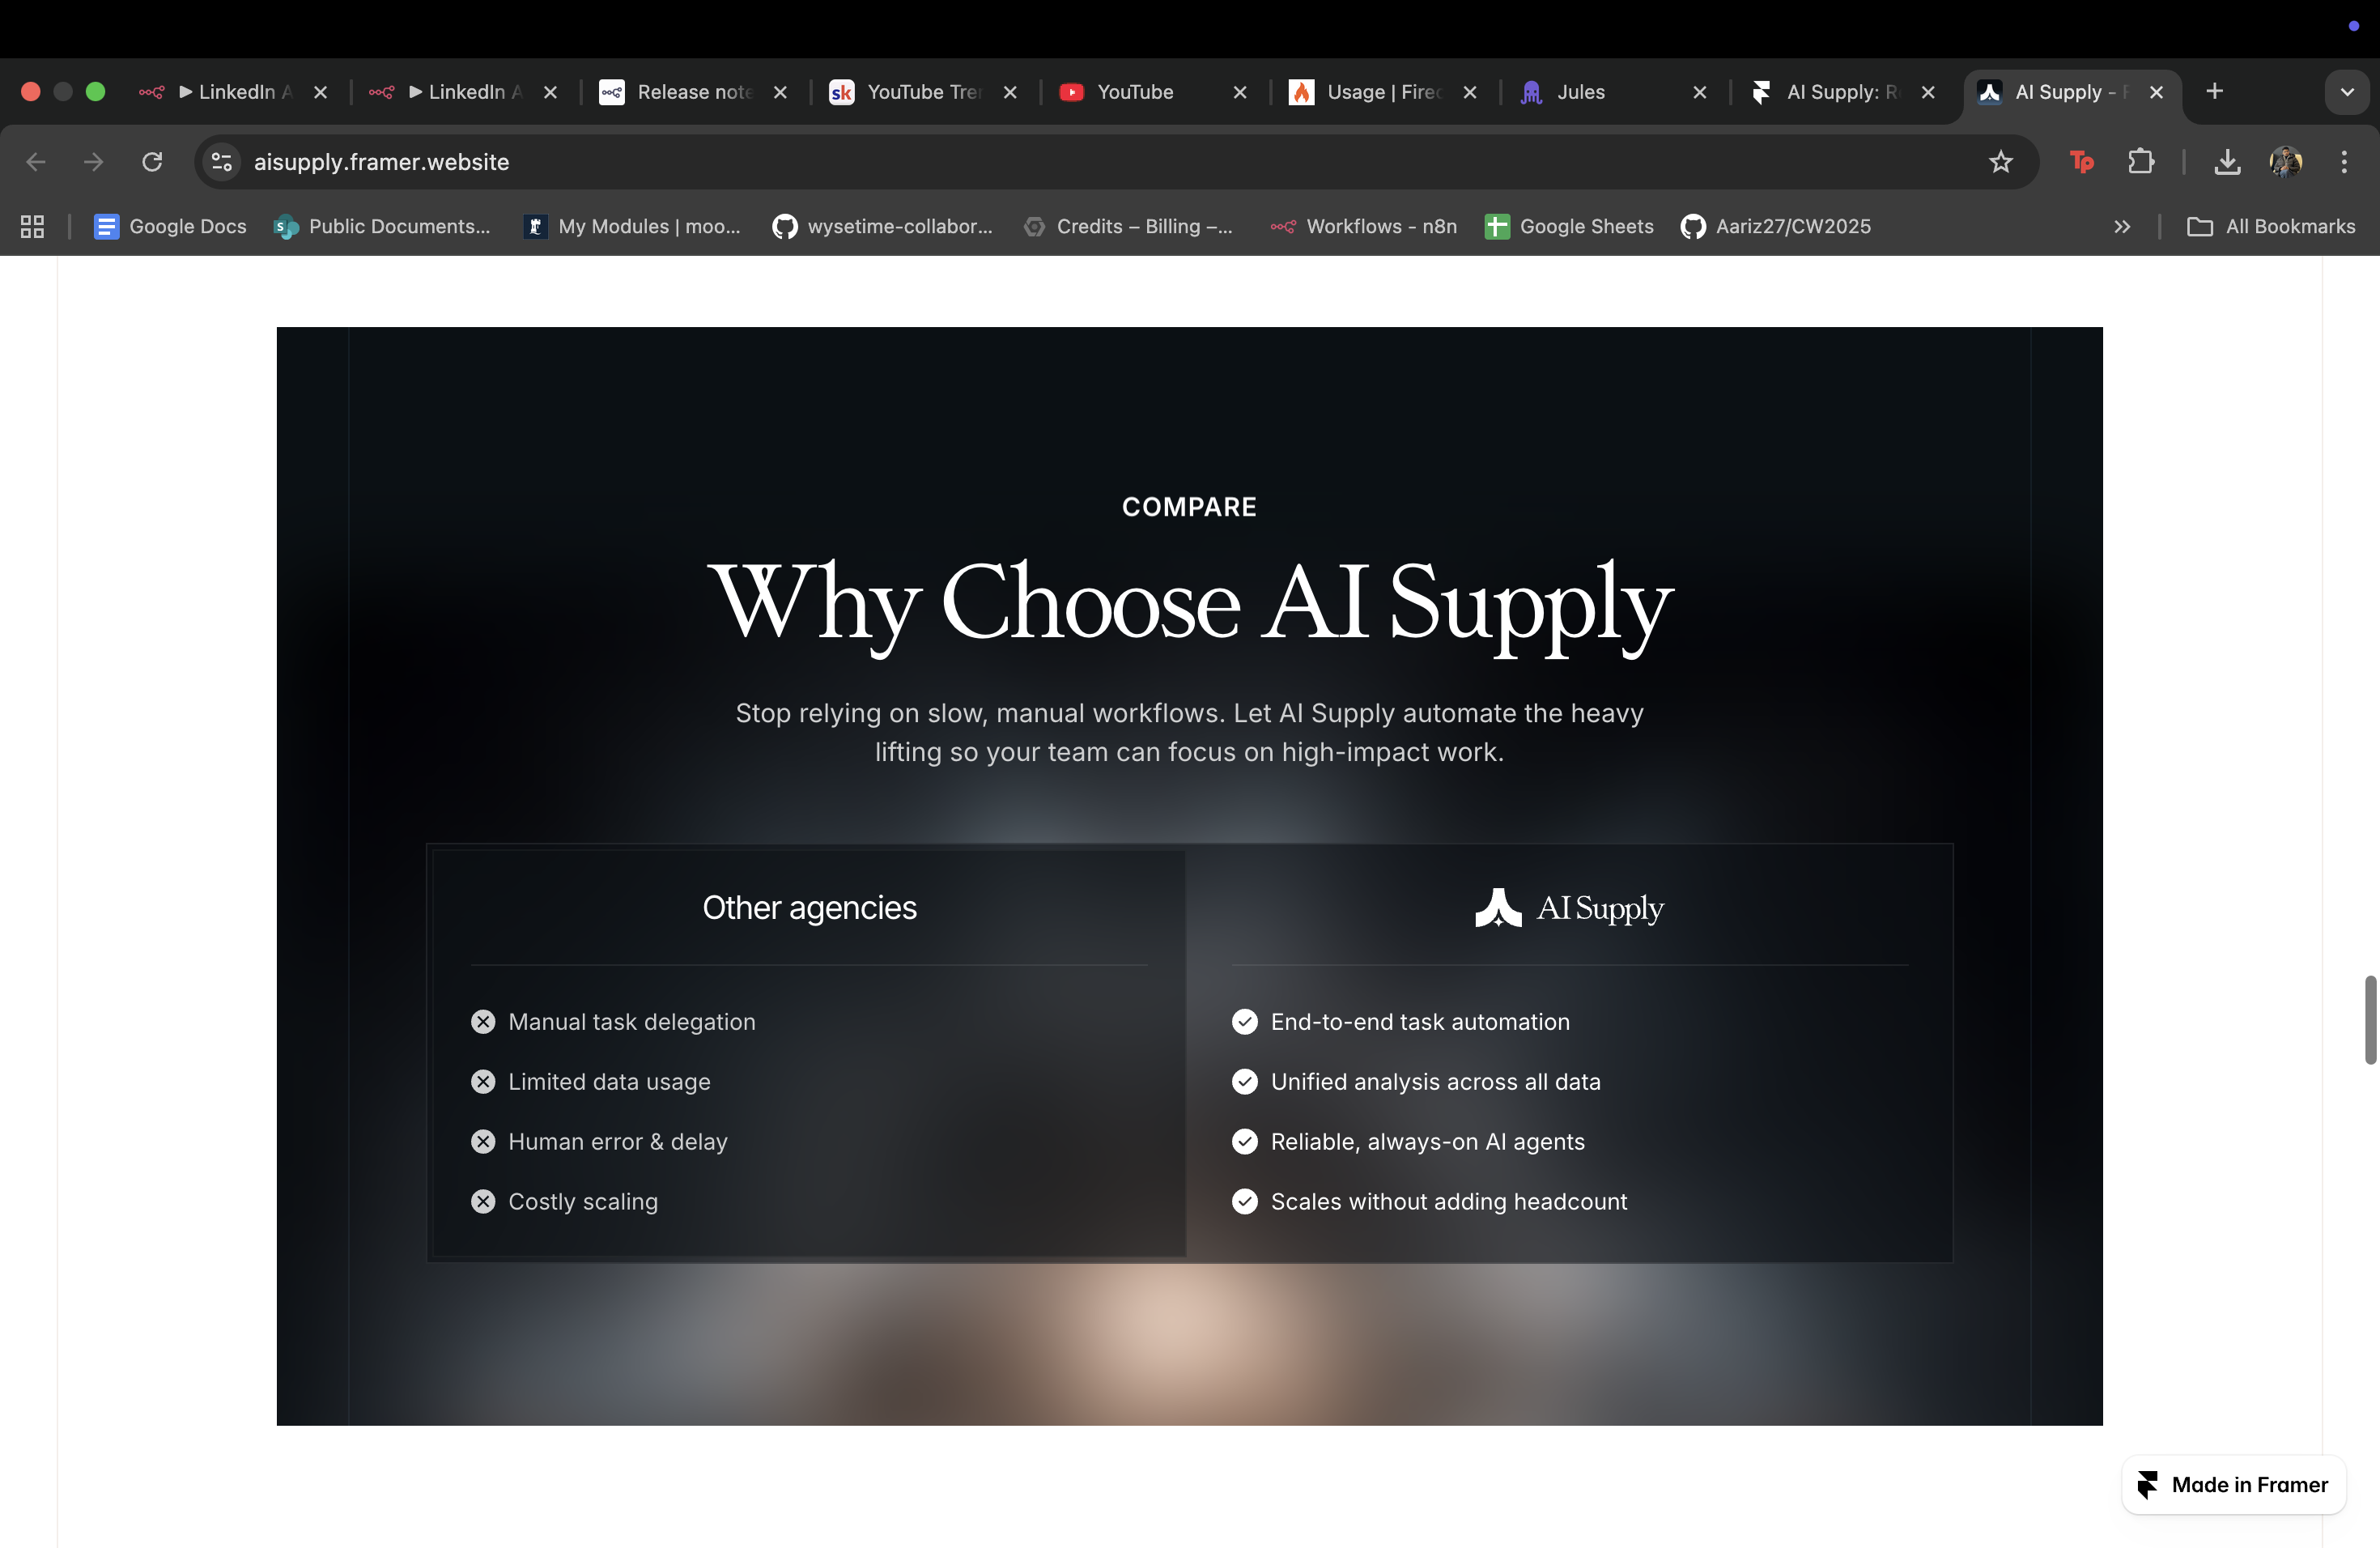 LinkedIn A
LinkedIn A
Release note
sk
YouTube Tren
YouTube
Usage | Firec
Jules
AI Supply: R
AI Supply - F
aisupply.framer.website
Tp
Google Docs
Public Documents...
My Modules | moo...
wysetime-collabor...
Credits – Billing –...
Workflows - n8n
Google Sheets
Aariz27/CW2025
All Bookmarks
COMPARE
Why Choose AI Supply
Stop relying on slow, manual workflows. Let AI Supply automate the heavy
lifting so your team can focus on high-impact work.
Other agencies
Manual task delegation
Limited data usage
Human error & delay
Costly scaling
AI Supply
End-to-end task automation
Unified analysis across all data
Reliable, always-on AI agents
Scales without adding headcount
Made in Framer